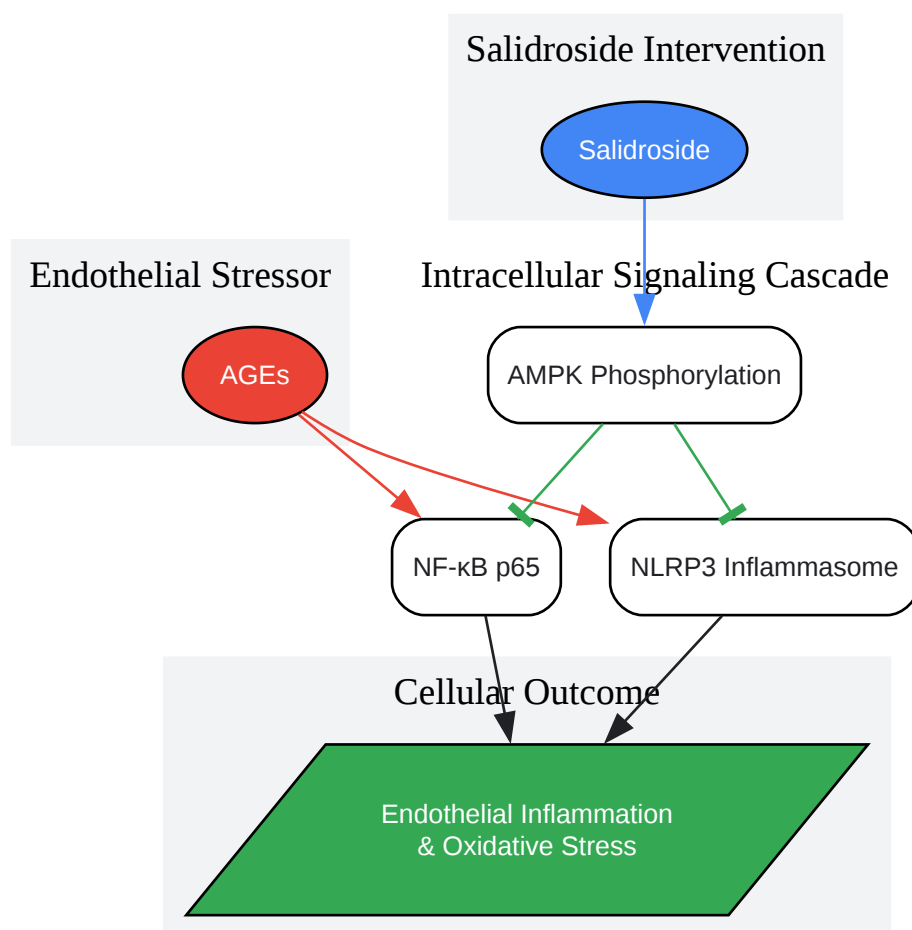 Salidroside Intervention
Salidroside
Endothelial Stressor
Intracellular Signaling Cascade
AGEs
AMPK Phosphorylation
NF-κB p65
NLRP3 Inflammasome
Cellular Outcome
Endothelial Inflammation
& Oxidative Stress